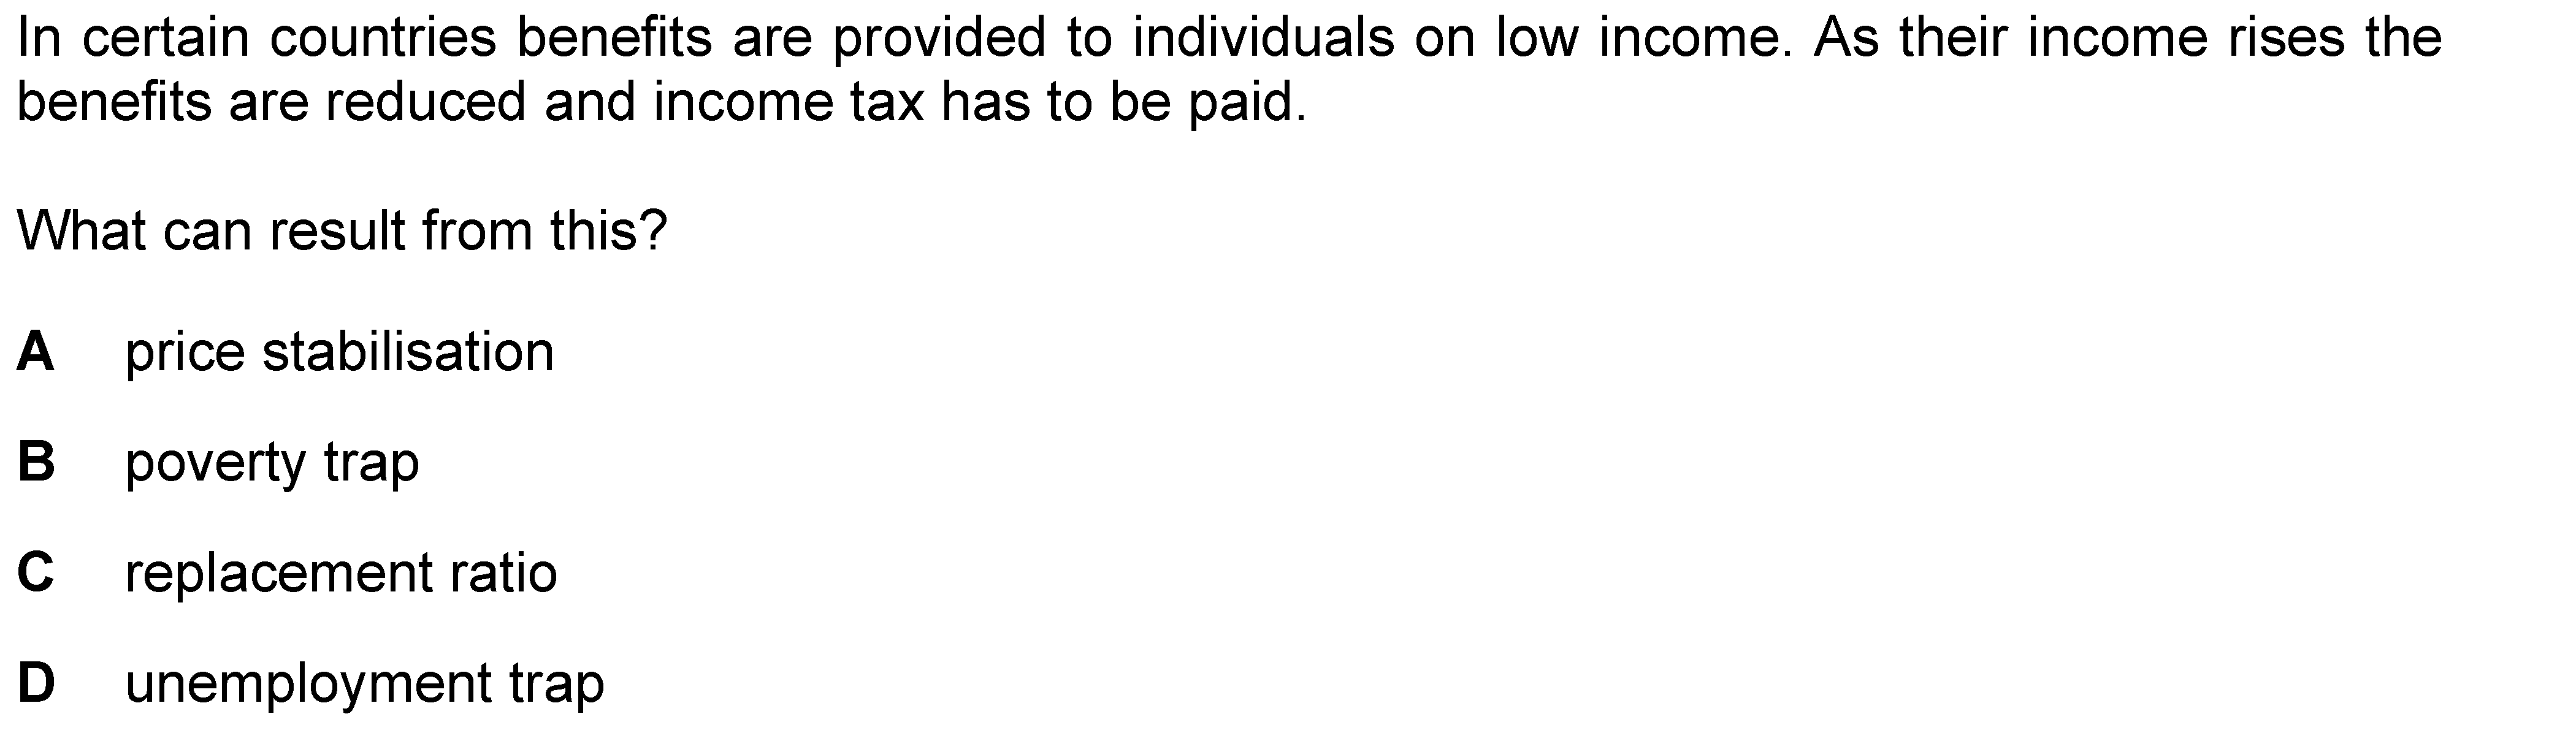 In certain countries benefits are provided to individuals on low income. As their income rises the
benefits are reduced and income tax has to be paid.
What can result from this?
A price stabilisation
B poverty trap
C replacement ratio
D unemployment trap